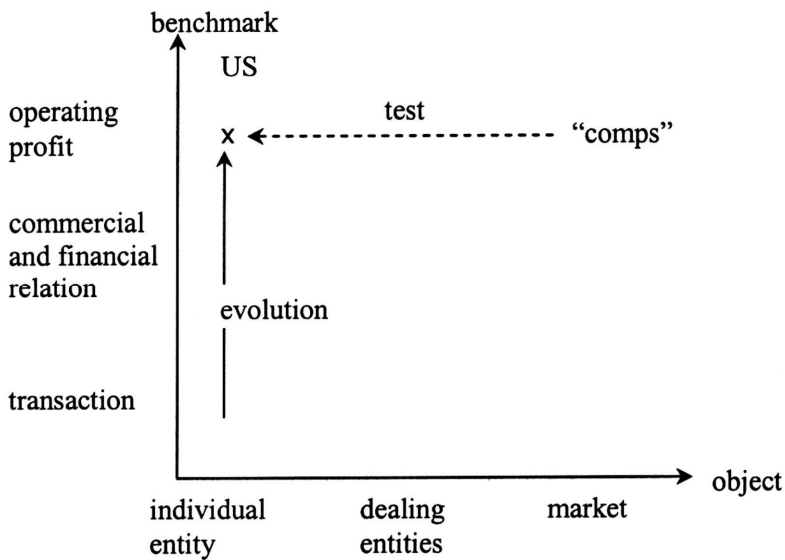 benchmark
US
operating
profit
test
x
“comps”
commercial
and financial
relation
evolution
transaction
object
individual
entity
dealing
entities
market